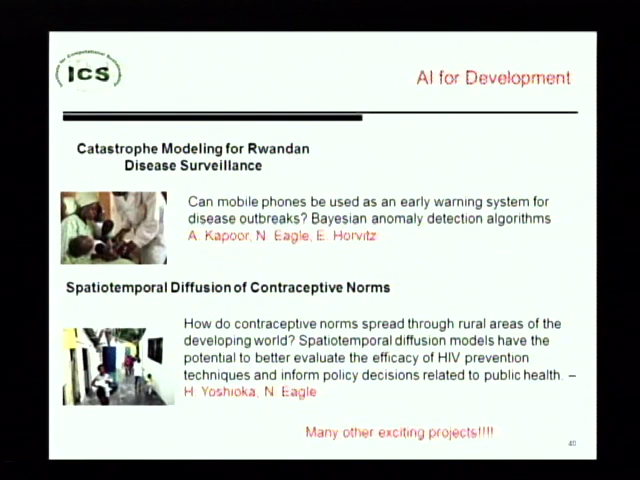 Institute for Computational Sustainability
ICS
AI for Development
Catastrophe Modeling for Rwandan
Disease Surveillance
Can mobile phones be used as an early warning system for
disease outbreaks? Bayesian anomaly detection algorithms
A. Kapoor, N. Eagle, E. Horvitz
Spatiotemporal Diffusion of Contraceptive Norms
How do contraceptive norms spread through rural areas of the
developing world? Spatiotemporal diffusion models have the
potential to better evaluate the efficacy of HIV prevention
techniques and inform policy decisions related to public health. –
H. Yoshioka, N. Eagle
Many other exciting projects!!!!
40